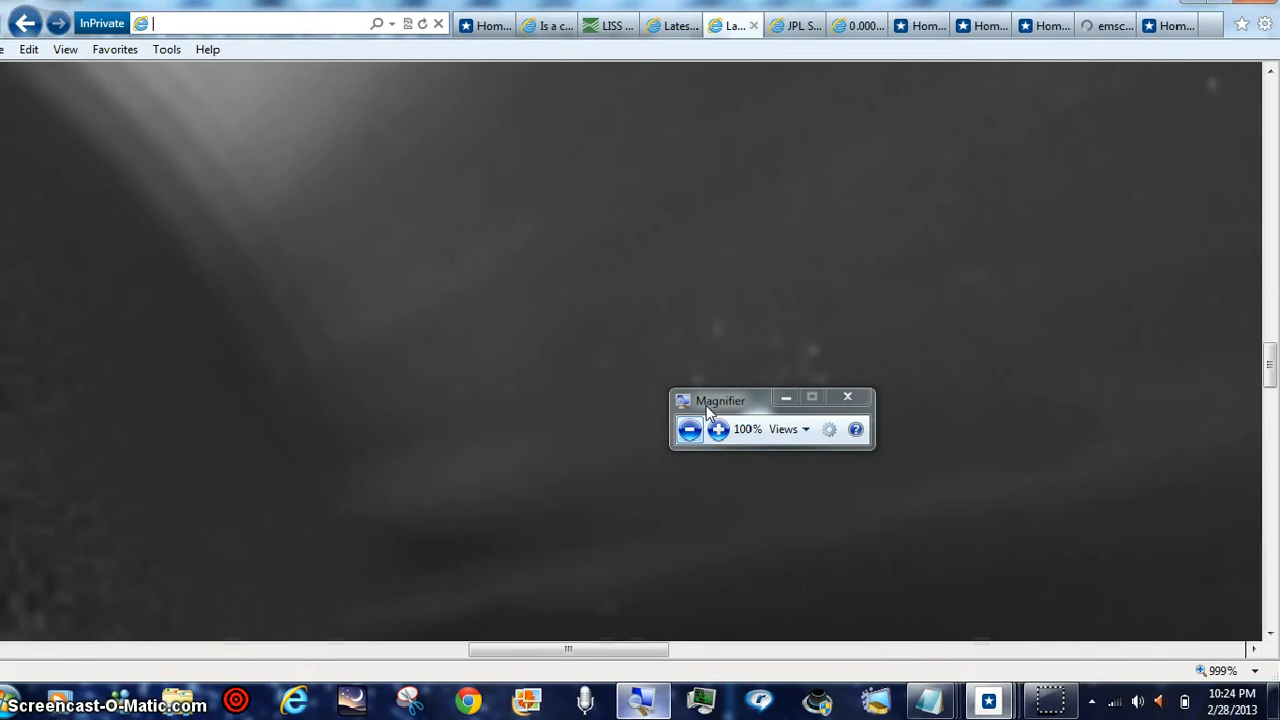 InPrivate
Hom...
Is a c...
LISS ...
Lates...
La...
JPL S...
0.000...
Hom...
Hom...
Hom...
emsc...
Hom...
Edit View Favorites Tools Help
Magnifier
100% Views
999%
10:24 PM
2/28/2013
Screencast-O-Matic.com